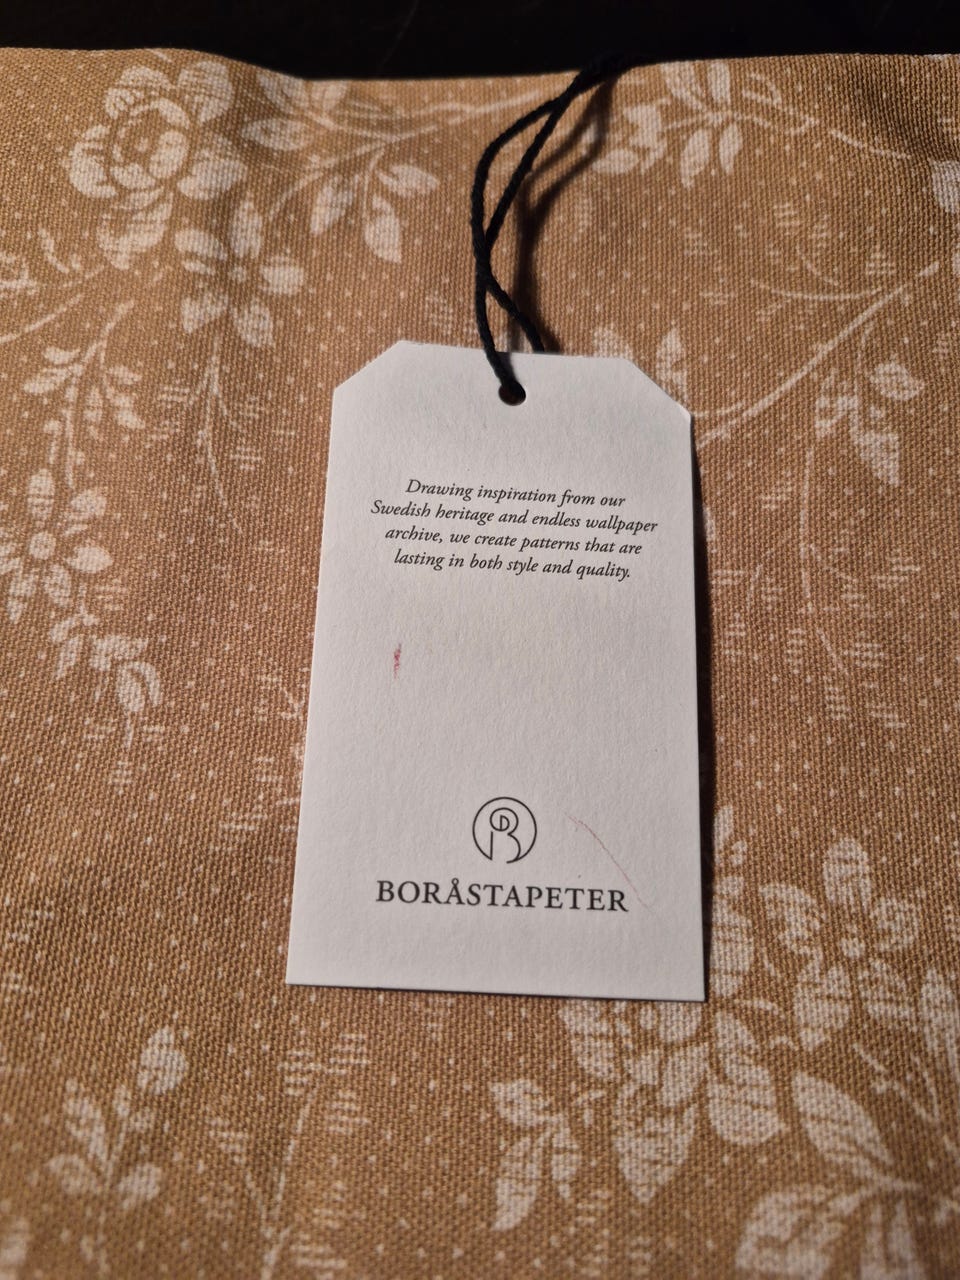 Drawing inspiration from our
Swedish heritage and endless wallpaper
archive, we create patterns that are
lasting in both style and quality.
BORÅSTAPETER